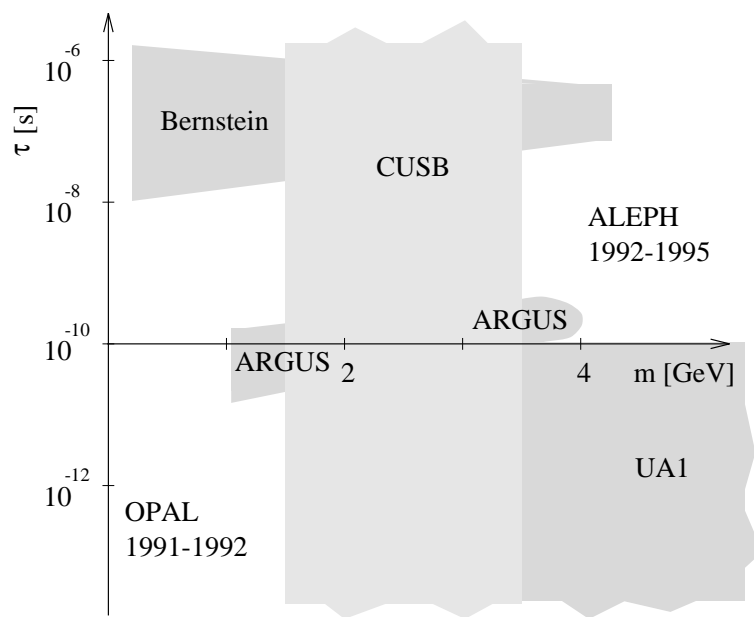 10^-6
τ [s]
Bernstein
CUSB
10^-8
ALEPH
1992-1995
ARGUS
10^-10
ARGUS
2
4
m [GeV]
UA1
10^-12
OPAL
1991-1992